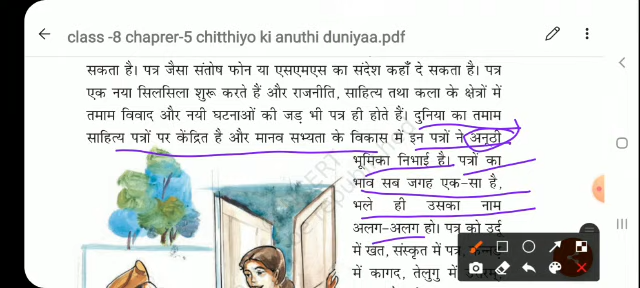 class -8 chaprer-5 chitthiyo ki anuthi duniyaa.pdf
सकता है। पत्र जैसा संतोष फोन या एसएमएस का संदेश कहाँ दे सकता है। पत्र
एक नया सिलसिला शुरू करते हैं और राजनीति, साहित्य तथा कला के क्षेत्रों में
तमाम विवाद और नयी घटनाओं की जड़ भी पत्र ही होते हैं। दुनिया का तमाम
साहित्य पत्रों पर केंद्रित है और मानव सभ्यता के विकास में इन पत्रों ने अनूठी
भूमिका निभाई है। पत्रों का
भाव सब जगह एक-सा है,
भले ही उसका नाम
अलग-अलग हो। पत्र को उर्दू
में खत, संस्कृत में पत्र,
में कागद, तेलुगु में